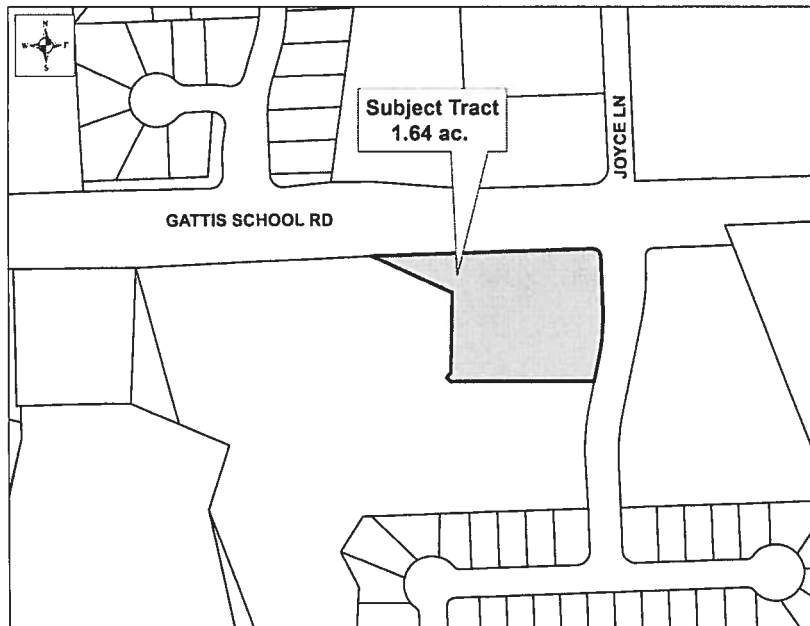 N
W E
S
Subject Tract
1.64 ac.
JOYCE LN
GATTIS SCHOOL RD